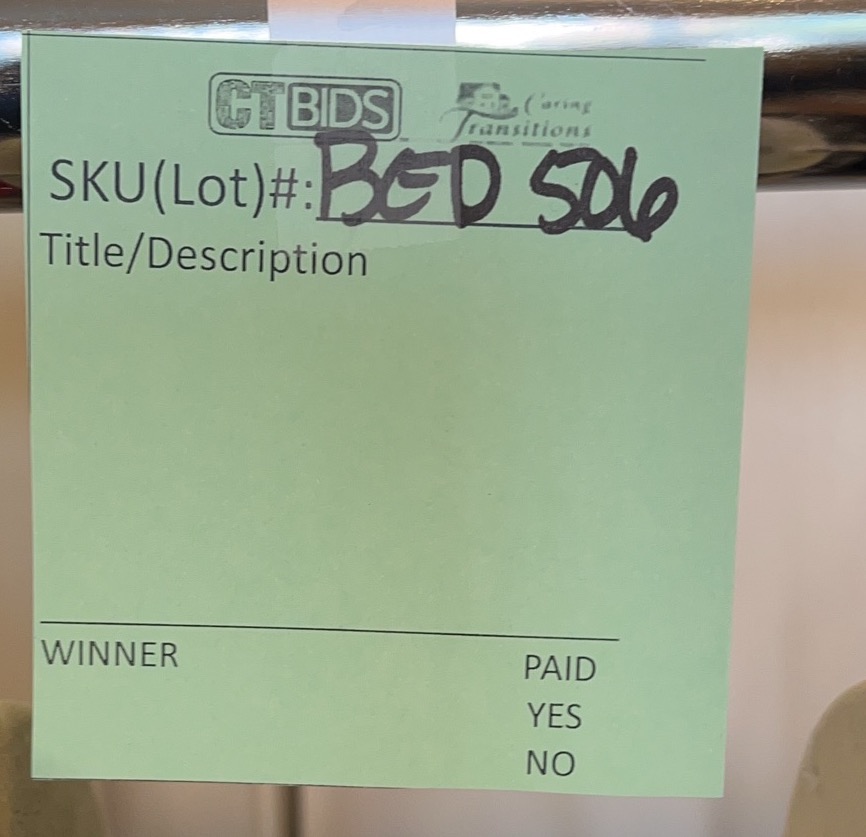 CTBIDS Caring Transitions
SKU(Lot)#: BED 506
Title/Description
WINNER PAID
YES
NO